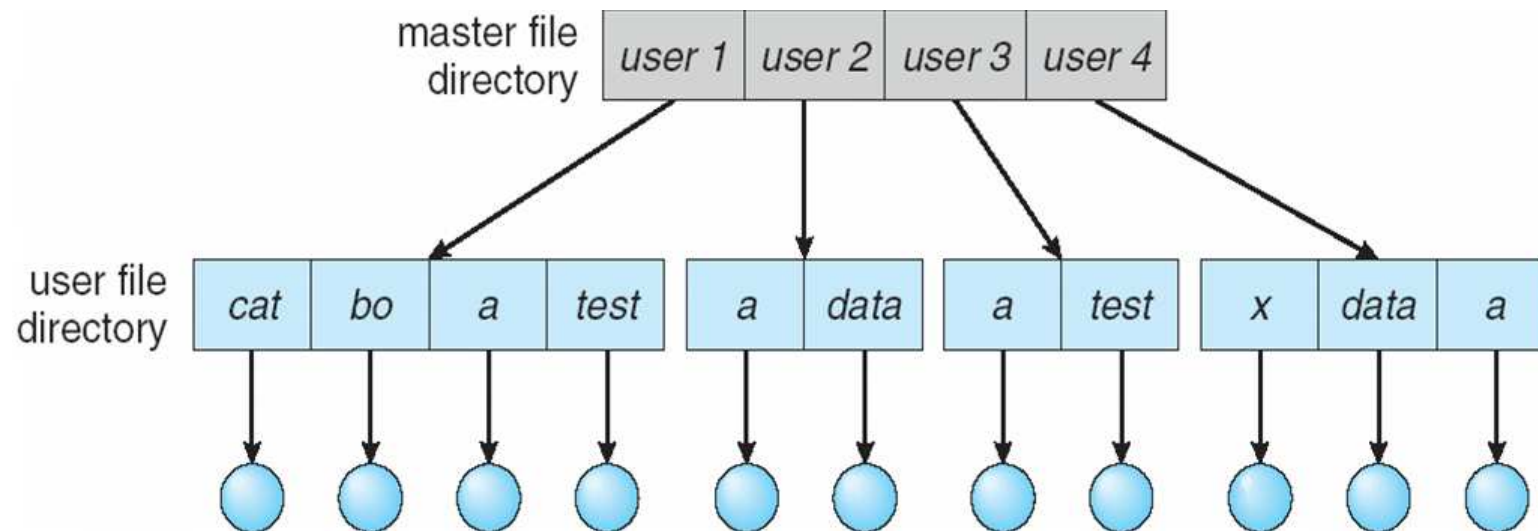 master file
directory
user 1 user 2 user 3 user 4
user file
directory
cat bo a test a data a test x data a